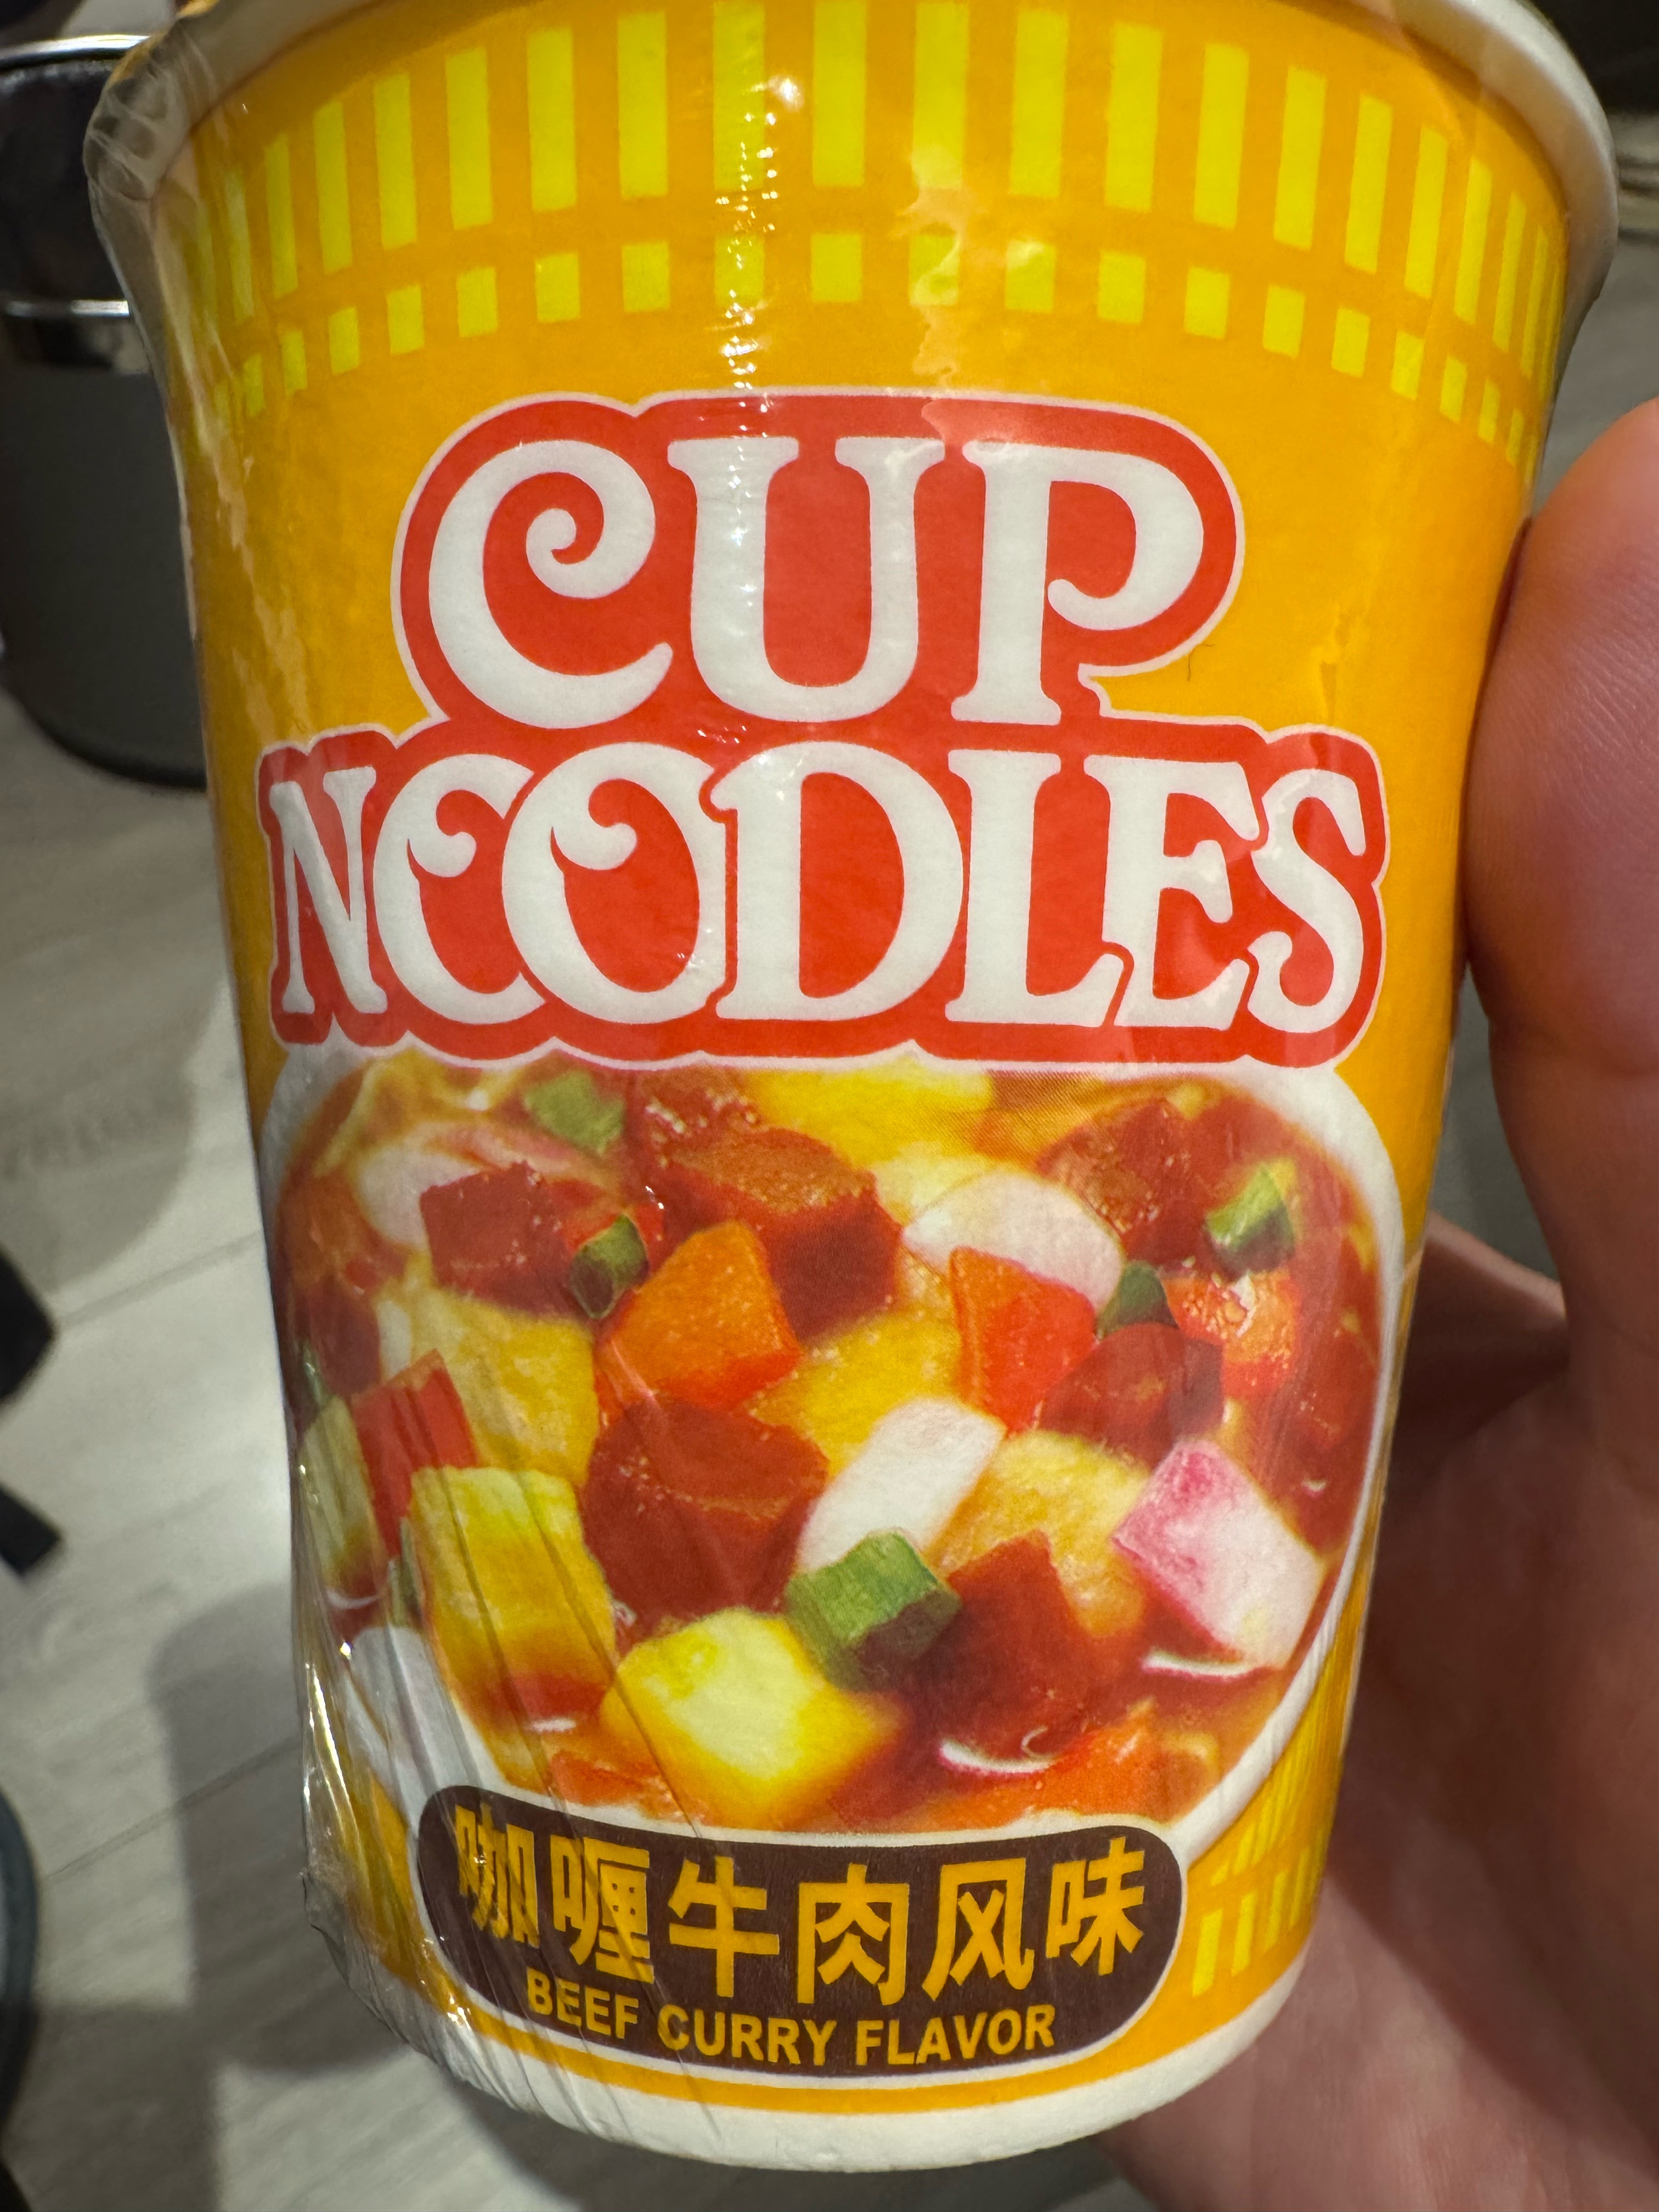 CUP
NOODLES
咖喱牛肉风味
BEEF CURRY FLAVOR